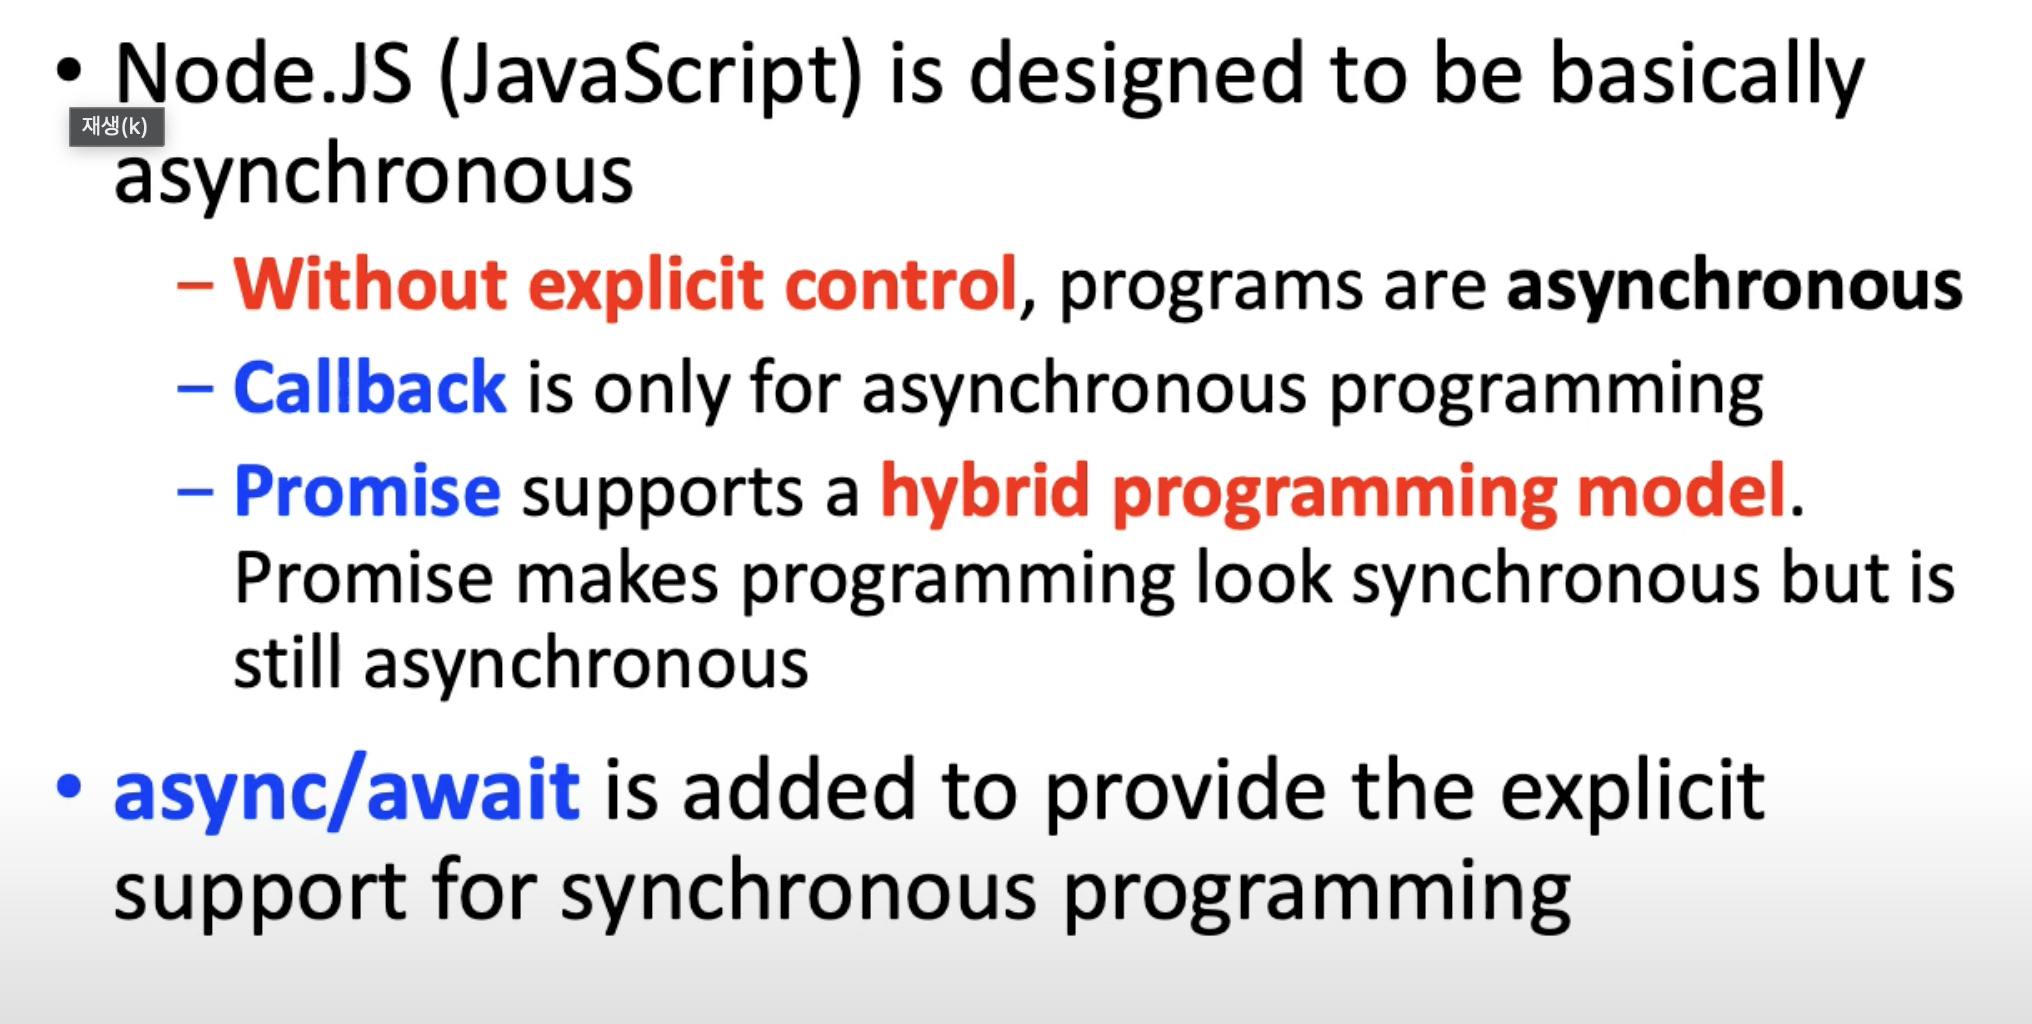 • Node.JS (JavaScript) is designed to be basically
재생(k)
asynchronous
– Without explicit control, programs are asynchronous
– Callback is only for asynchronous programming
– Promise supports a hybrid programming model.
Promise makes programming look synchronous but is
still asynchronous
• async/await is added to provide the explicit
support for synchronous programming